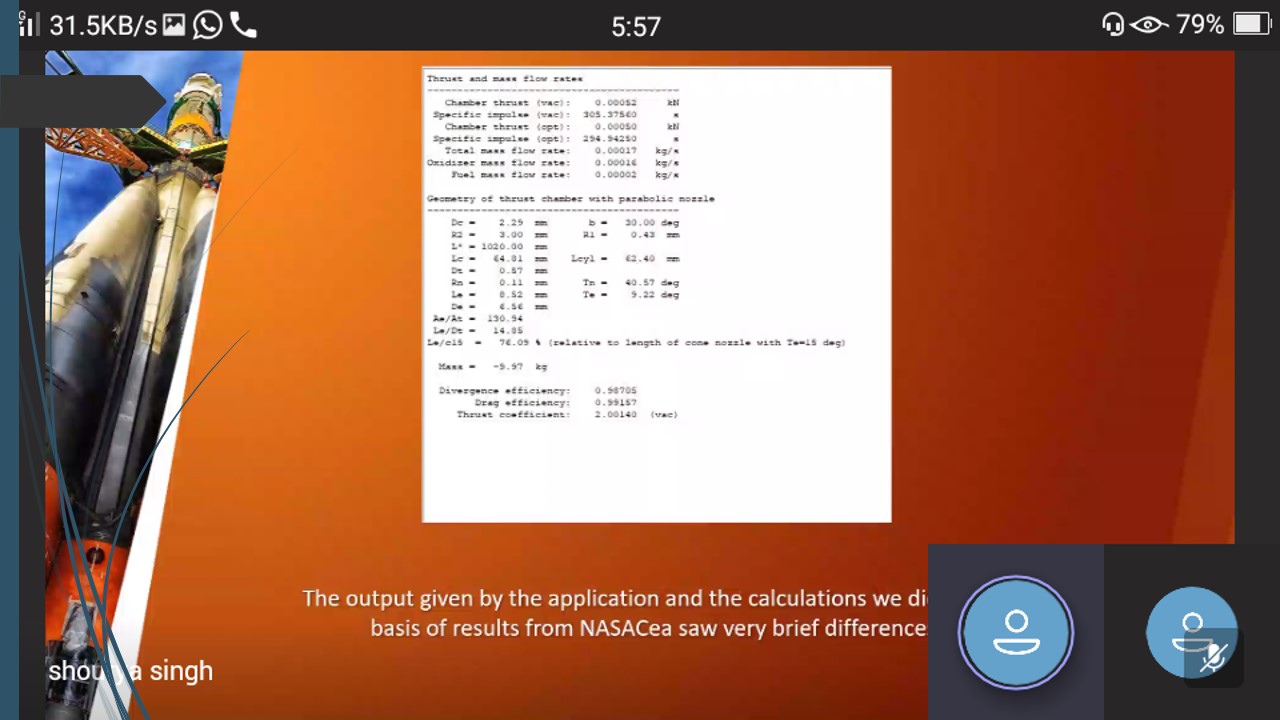 G
31.5KB/s
5:57
79%
Thrust and mass flow rates
Chamber thrust (vac): 0.00052 kN
Specific impulse (vac): 305.37560 s
Chamber thrust (opt): 0.00050 kN
Specific impulse (opt): 294.94250 s
Total mass flow rate: 0.00017 kg/s
Oxidizer mass flow rate: 0.00016 kg/s
Fuel mass flow rate: 0.00002 kg/s
Geometry of thrust chamber with parabolic nozzle
Dc = 2.29 mm b = 30.00 deg
R2 = 3.00 mm R1 = 0.43 mm
L* = 1020.00 mm
Lc = 64.81 mm Lcyl = 62.40 mm
Dt = 0.57 mm
Rn = 0.11 mm Tn = 40.57 deg
Le = 8.52 mm Te = 9.22 deg
De = 6.56 mm
Ae/At = 130.94
Le/Dt = 14.85
Le/c15 = 76.09 % (relative to length of cone nozzle with Te=15 deg)
Mass = -9.97 kg
Divergence efficiency: 0.98705
Drag efficiency: 0.99157
Thrust coefficient: 2.00140 (vac)
The output given by the application and the calculations we di
basis of results from NASACea saw very brief difference
shourya singh